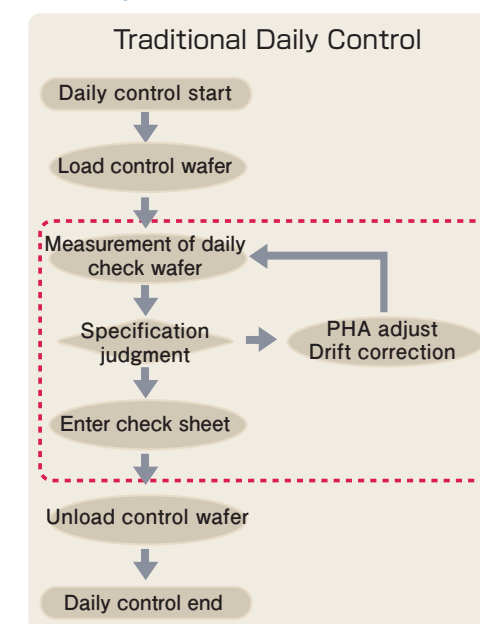 Traditional Daily Control
Daily control start
Load control wafer
Measurement of daily
check wafer
Specification
judgment
PHA adjust
Drift correction
Enter check sheet
Unload control wafer
Daily control end